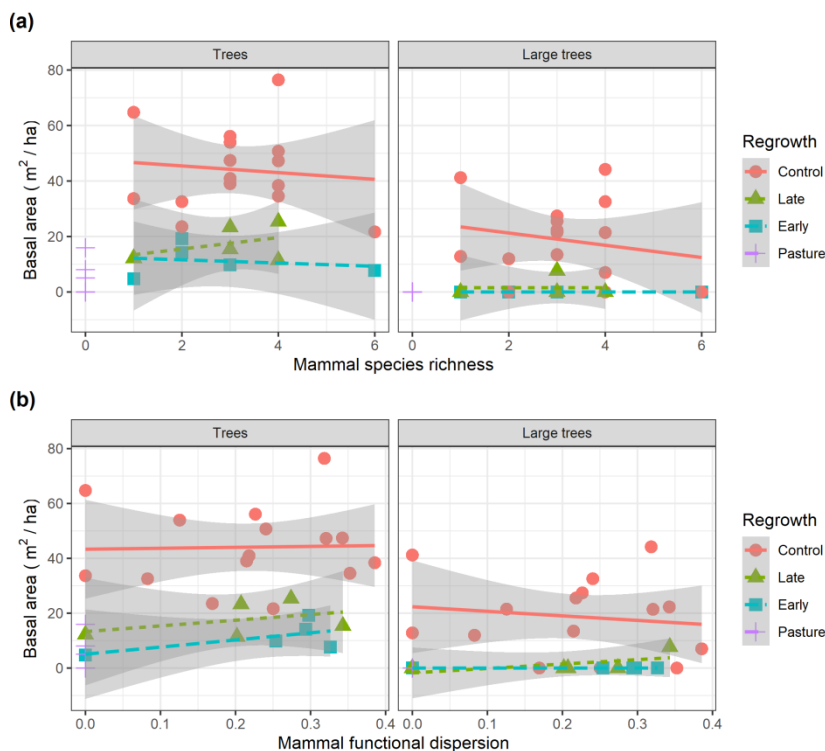 (a)
Trees
Large trees
80
60
40
20
0
Basal area ( m² / ha)
0 2 4 6
0 2 4 6
Mammal species richness
Regrowth
Control
Late
Early
Pasture
(b)
Trees
Large trees
80
60
40
20
0
Basal area ( m² / ha)
0.0 0.1 0.2 0.3 0.4
0.0 0.1 0.2 0.3 0.4
Mammal functional dispersion
Regrowth
Control
Late
Early
Pasture